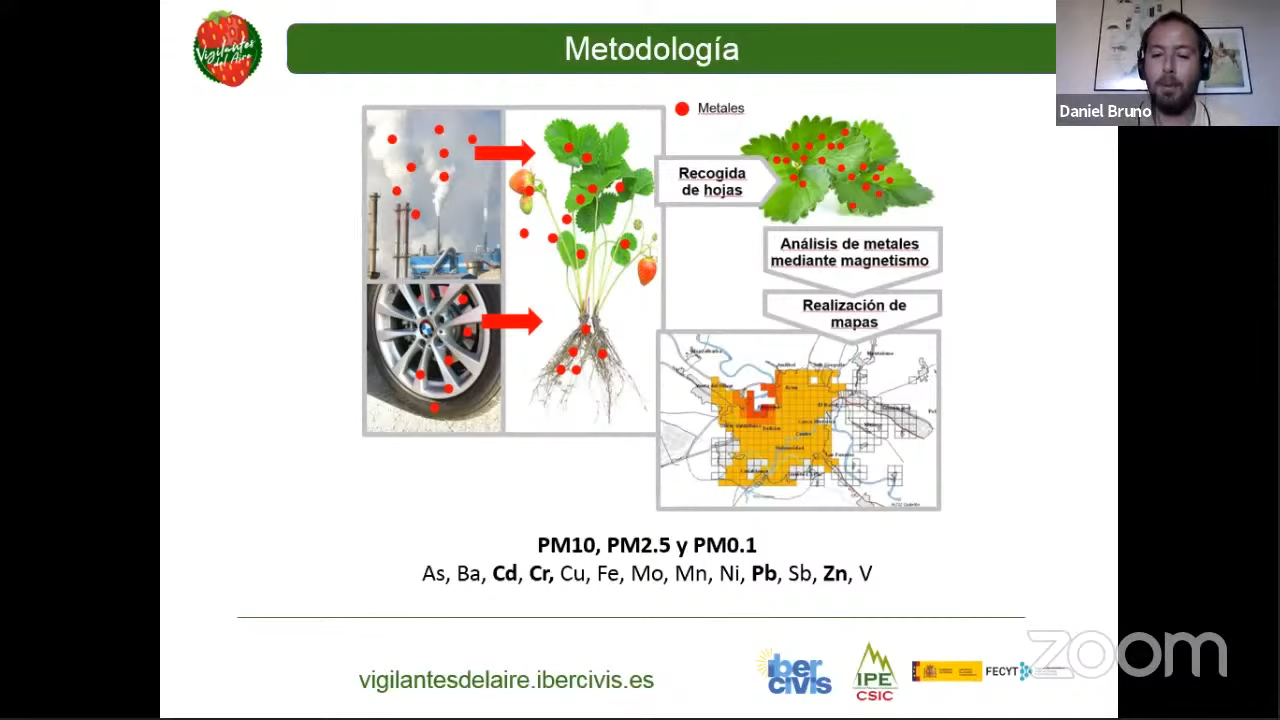 Vigilantes
del Aire
Metodología
Daniel Bruno
Metales
Recogida
de hojas
Análisis de metales
mediante magnetismo
Realización de
mapas
PM10, PM2.5 y PM0.1
As, Ba, Cd, Cr, Cu, Fe, Mo, Mn, Ni, Pb, Sb, Zn, V
vigilantesdelaire.ibercivis.es
iber
civis
IPE
CSIC
FECYT
zoom